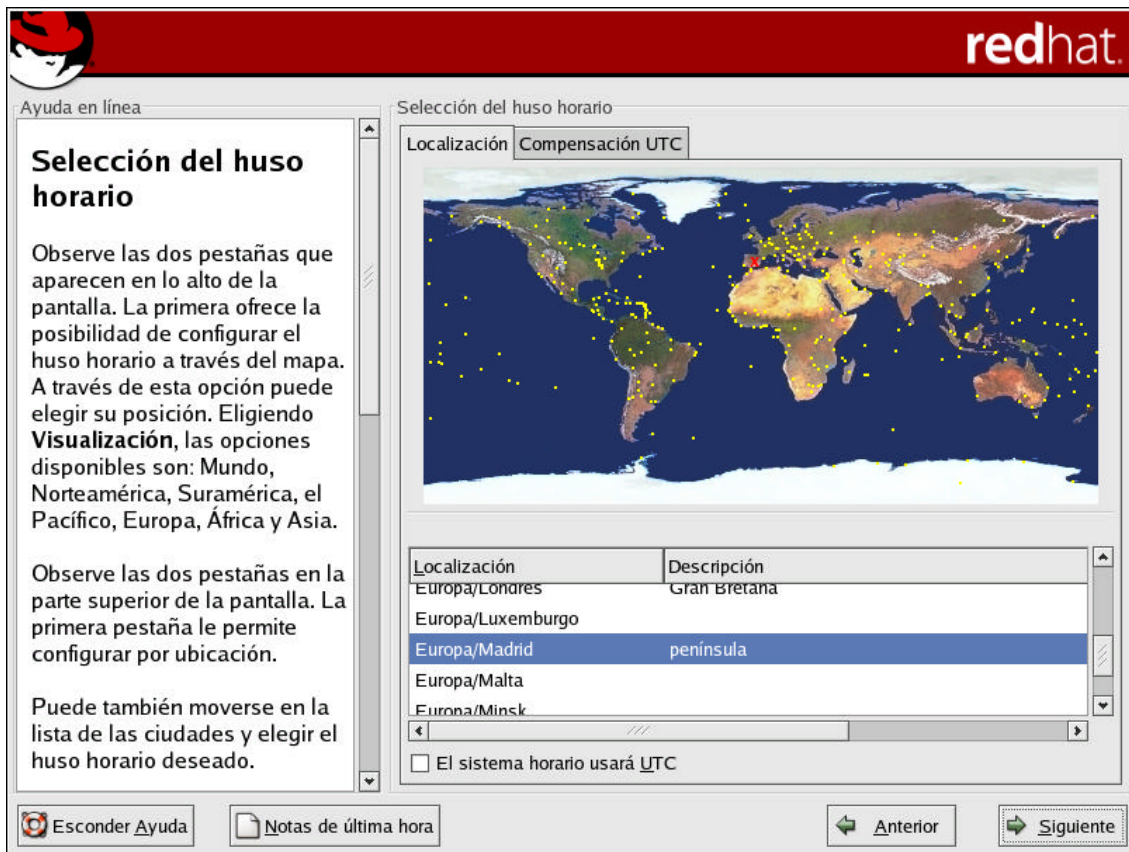 redhat.
Ayuda en línea
Selección del huso
horario
Observe las dos pestañas que
aparecen en lo alto de la
pantalla. La primera ofrece la
posibilidad de configurar el
huso horario a través del mapa.
A través de esta opción puede
elegir su posición. Eligiendo
Visualización, las opciones
disponibles son: Mundo,
Norteamérica, Suramérica, el
Pacífico, Europa, África y Asia.
Observe las dos pestañas en la
parte superior de la pantalla. La
primera pestaña le permite
configurar por ubicación.
Puede también moverse en la
lista de las ciudades y elegir el
huso horario deseado.
Selección del huso horario
Localización Compensación UTC
Localización Descripción
Europa/Londres Gran Bretaña
Europa/Luxemburgo
Europa/Madrid península
Europa/Malta
Europa/Minsk
El sistema horario usará UTC
Esconder Ayuda Notas de última hora Anterior Siguiente